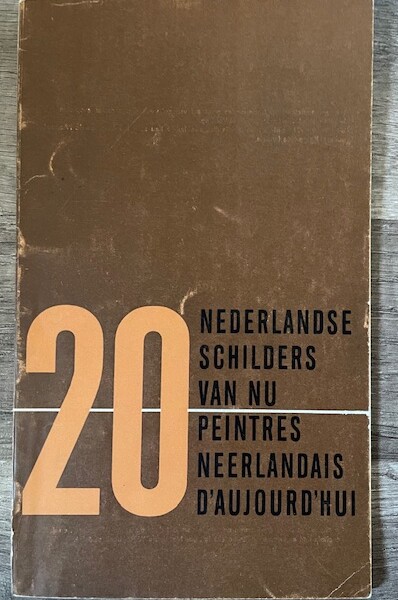 20
NEDERLANDSE
SCHILDERS
VAN NU
PEINTRES
NEERLANDAIS
D'AUJOURD'HUI